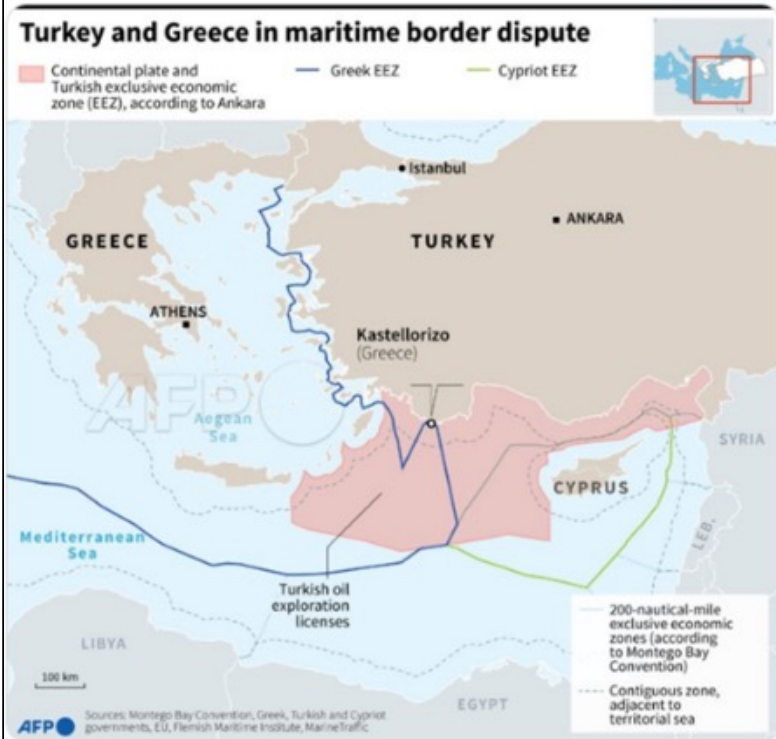 Turkey and Greece in maritime border dispute
Continental plate and
Turkish exclusive economic
zone (EEZ), according to Ankara
Greek EEZ
Cypriot EEZ
Istanbul
GREECE
TURKEY
ANKARA
ATHENS
Kastellorizo
(Greece)
AFP
Aegean
Sea
SYRIA
CYPRUS
LEB.
Mediterranean
Sea
Turkish oil
exploration
licenses
200-nautical-mile
exclusive economic
zones (according
to Montego Bay
Convention)
LIBYA
100 km
Contiguous zone,
adjacent to
territorial sea
EGYPT
AFP
Sources: Montego Bay Convention, Greek, Turkish and Cypriot
governments, EU, Flemish Maritime Institute, MarineTraffic